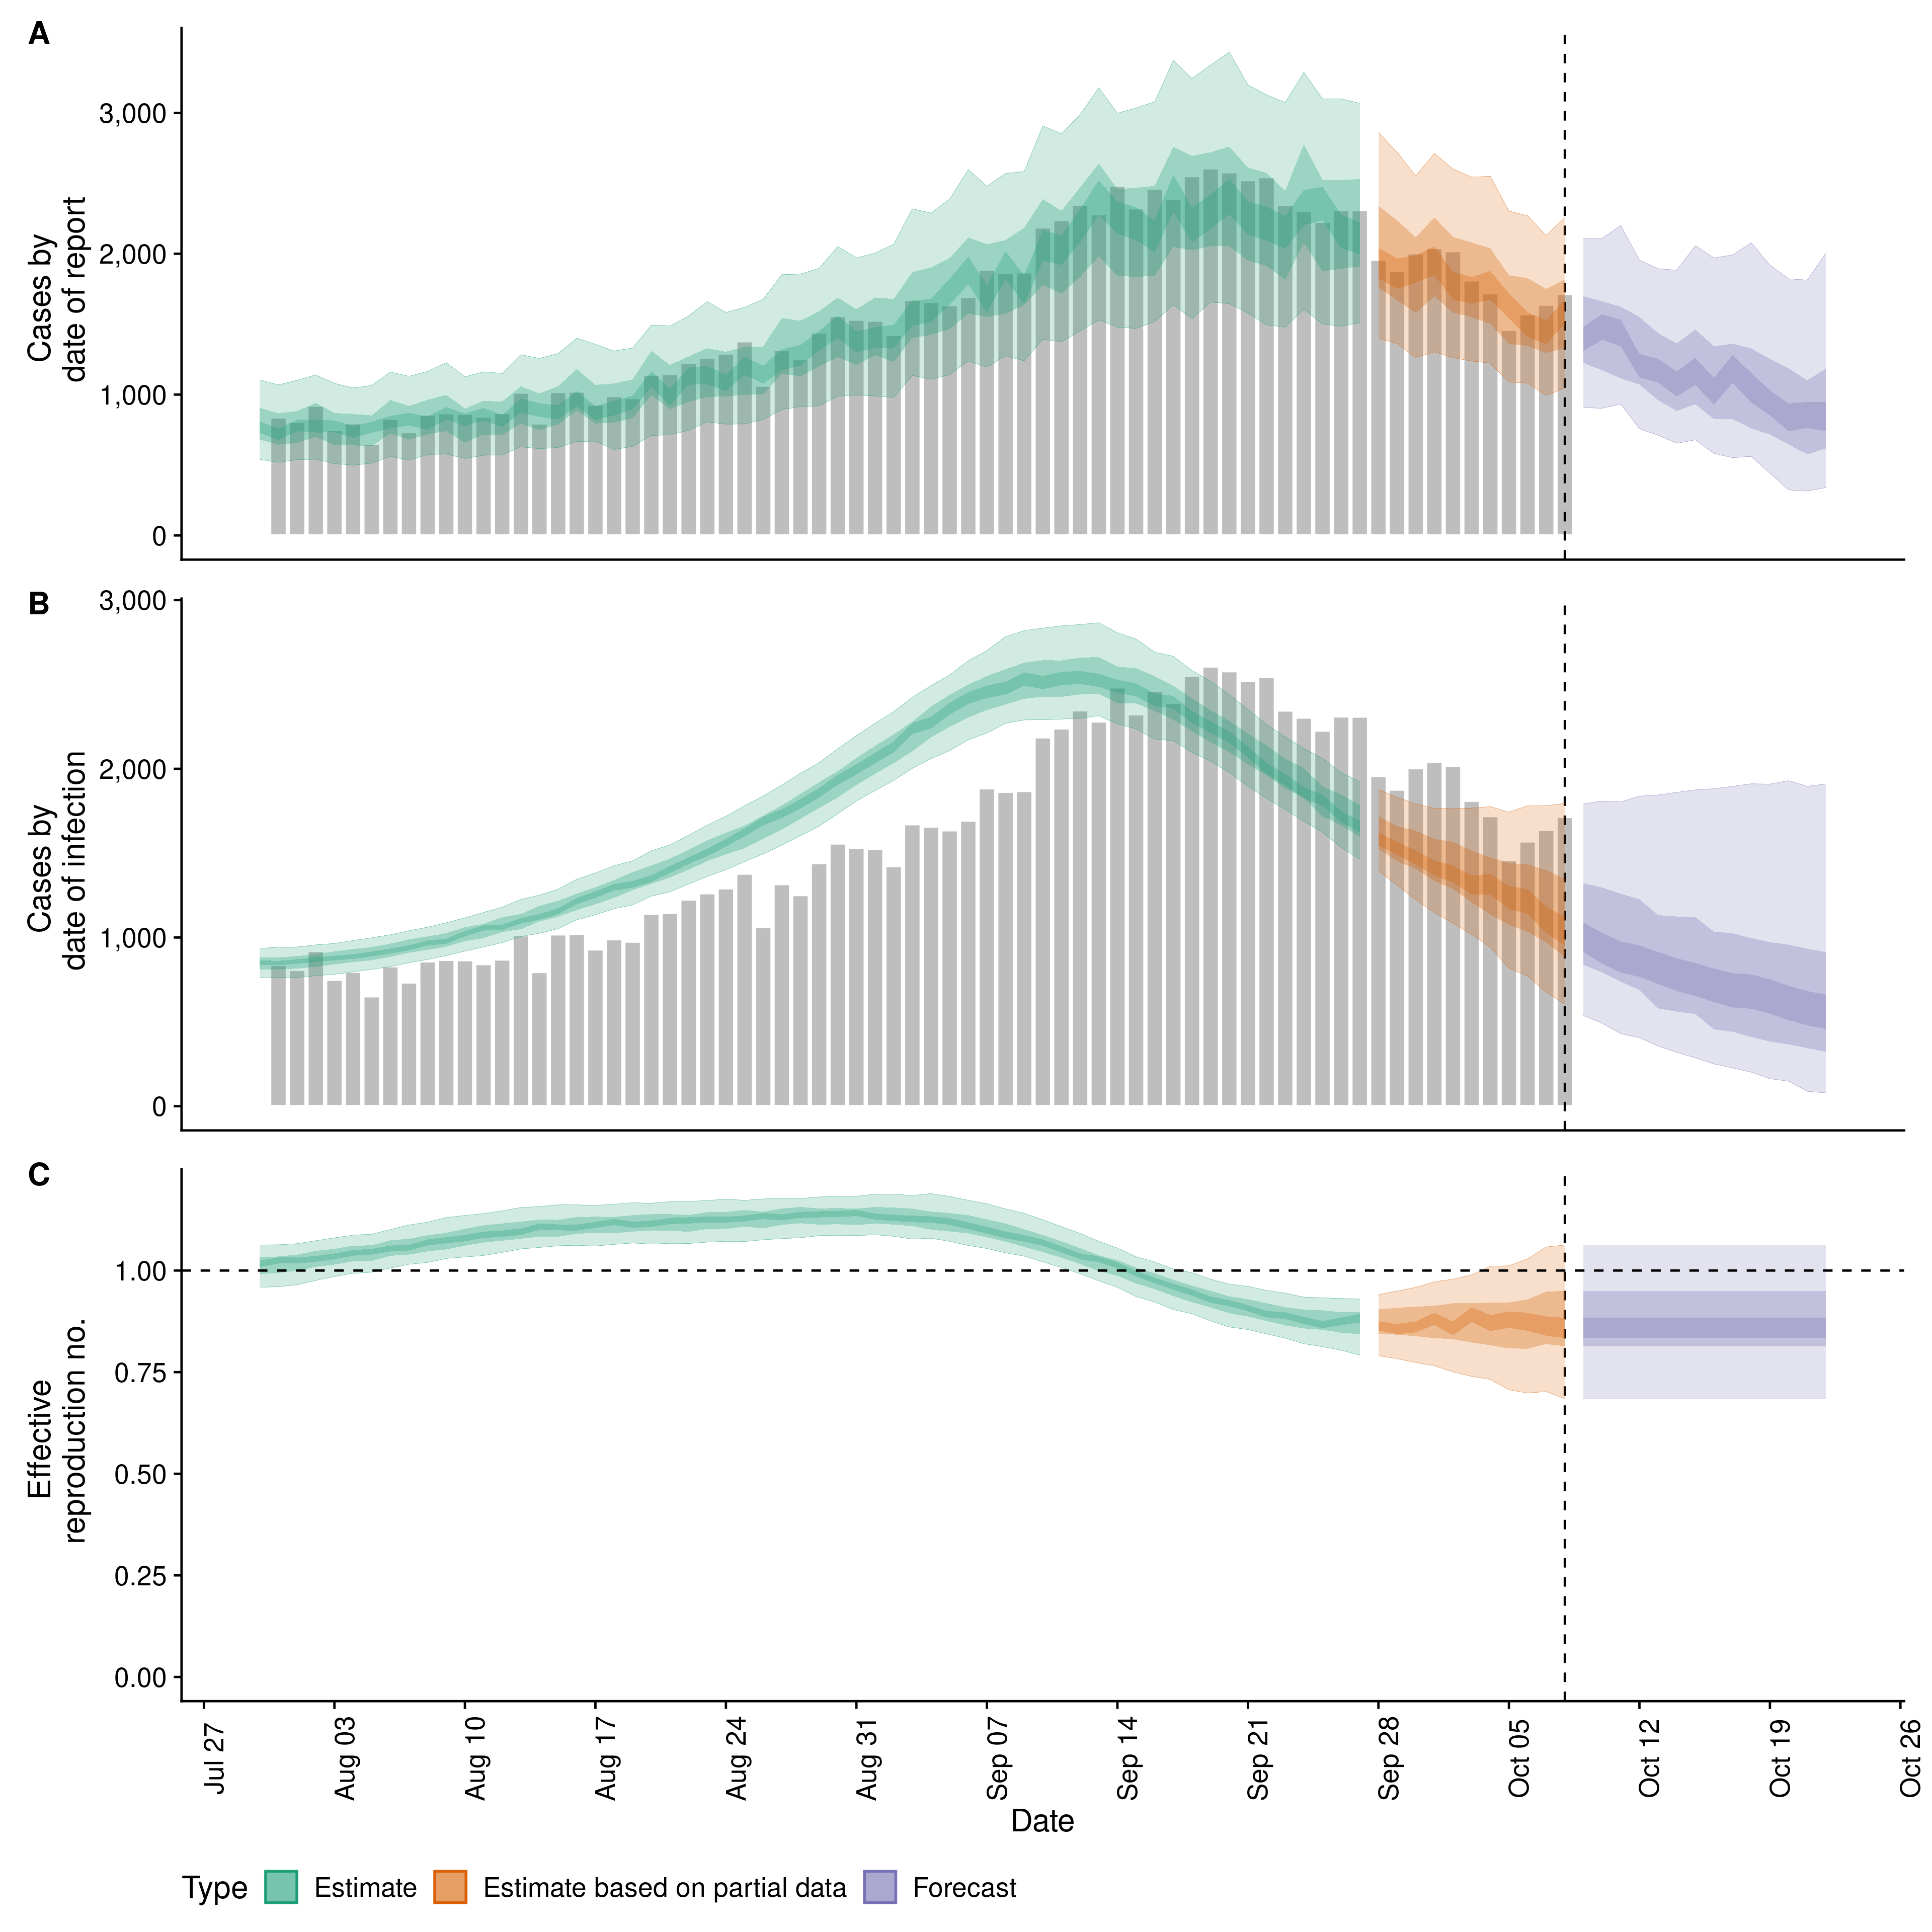 A
Cases by
date of report
3,000
2,000
1,000
0
B
Cases by
date of infection
3,000
2,000
1,000
0
C
Effective
reproduction no.
1.00
0.75
0.50
0.25
0.00
Jul 27
Aug 03
Aug 10
Aug 17
Aug 24
Aug 31
Sep 07
Sep 14
Sep 21
Sep 28
Oct 05
Oct 12
Oct 19
Oct 26
Date
Type Estimate Estimate based on partial data Forecast